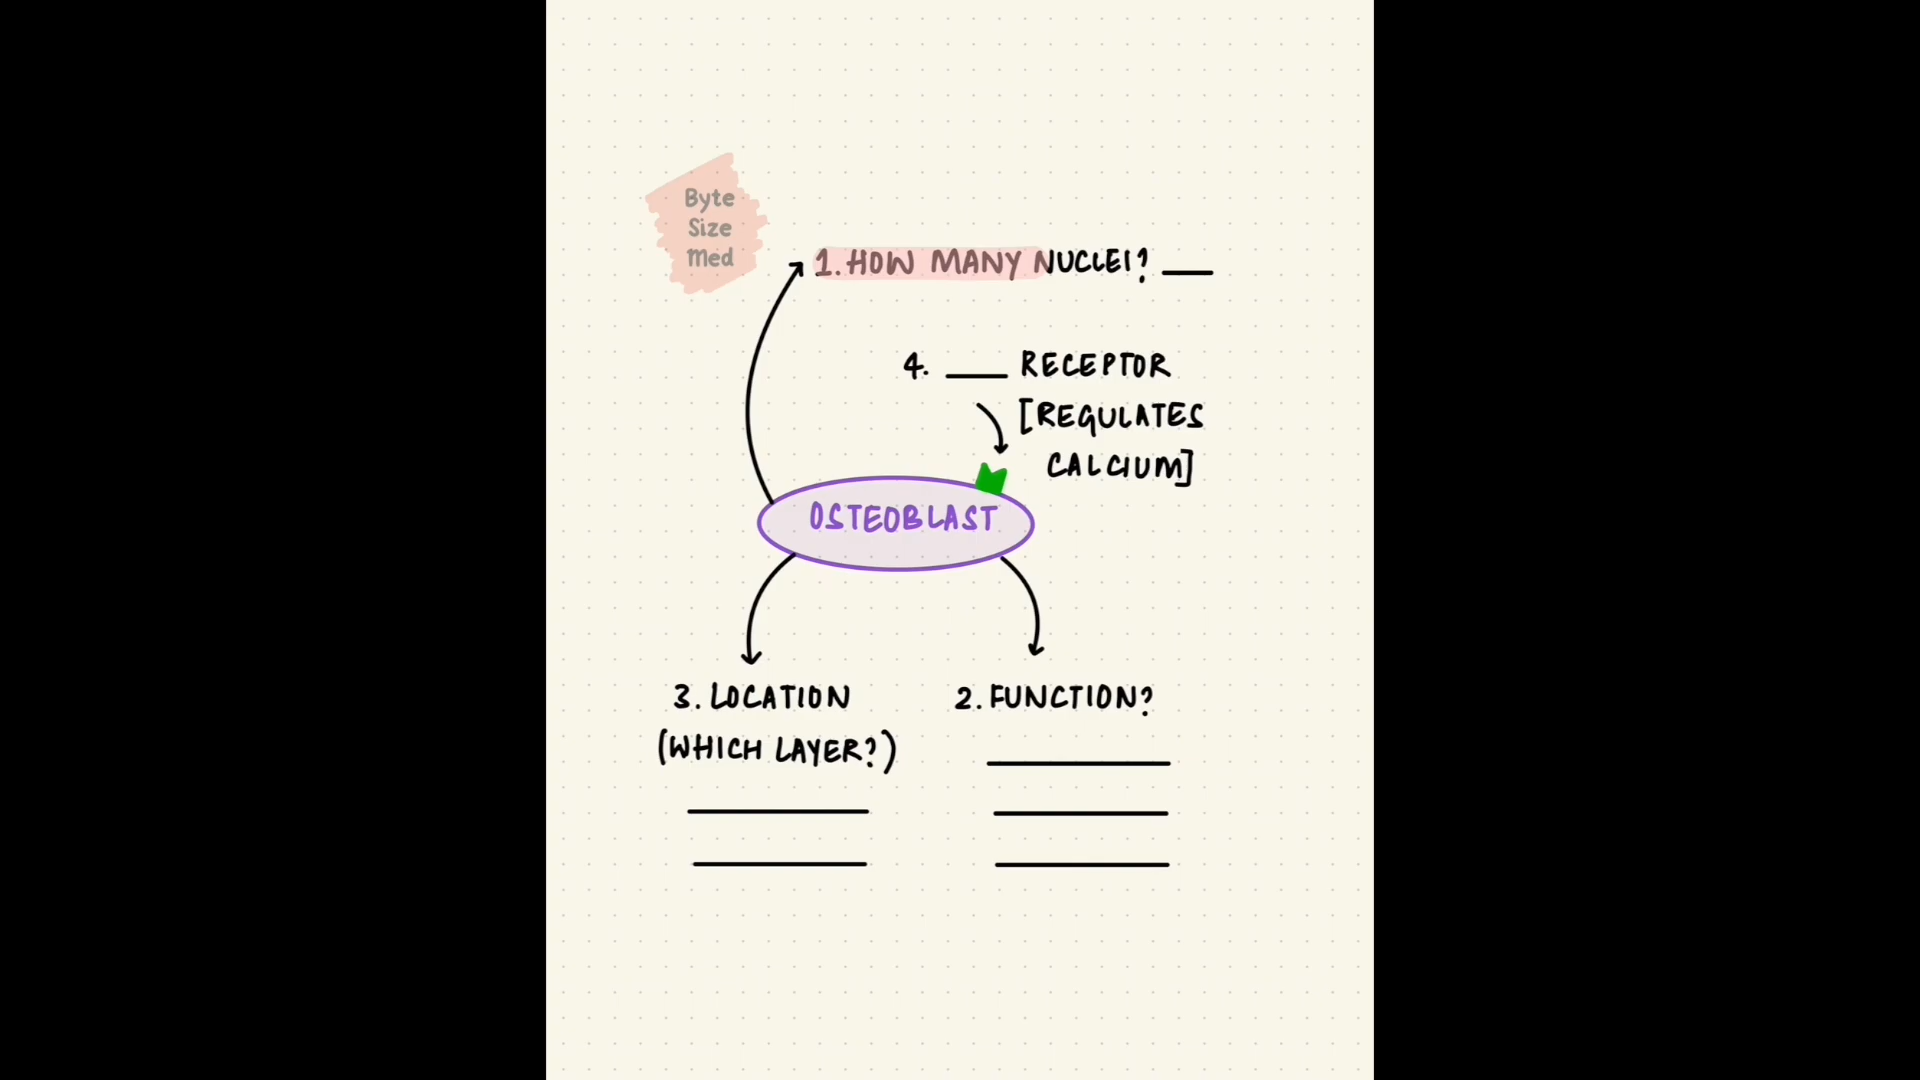 Byte
Size
Med
1. HOW MANY NUCLEI? ___
4. ___ RECEPTOR
[REGULATES
CALCIUM]
OSTEOBLAST
3. LOCATION
(WHICH LAYER?)
2. FUNCTION?